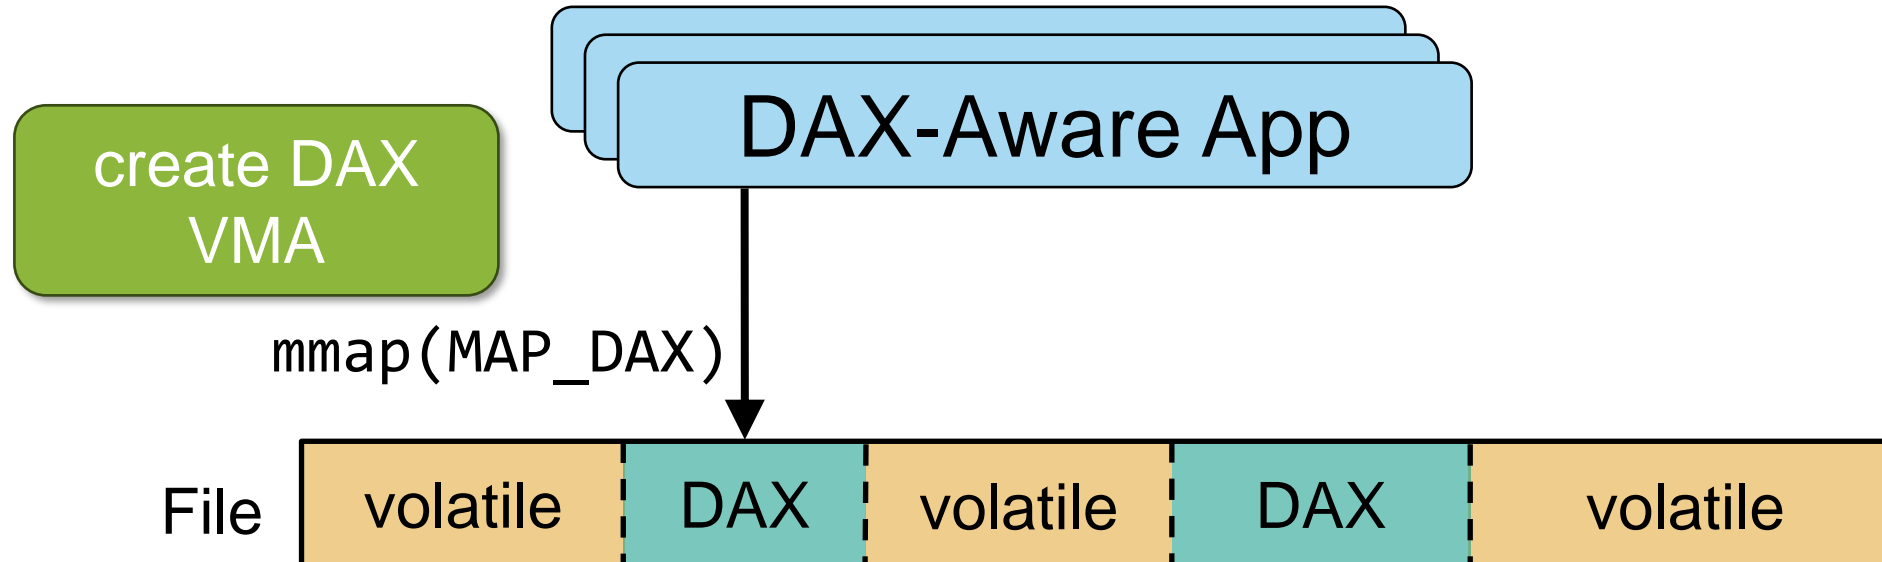 DAX-Aware App
create DAX
VMA
mmap(MAP_DAX)
File volatile DAX volatile DAX volatile